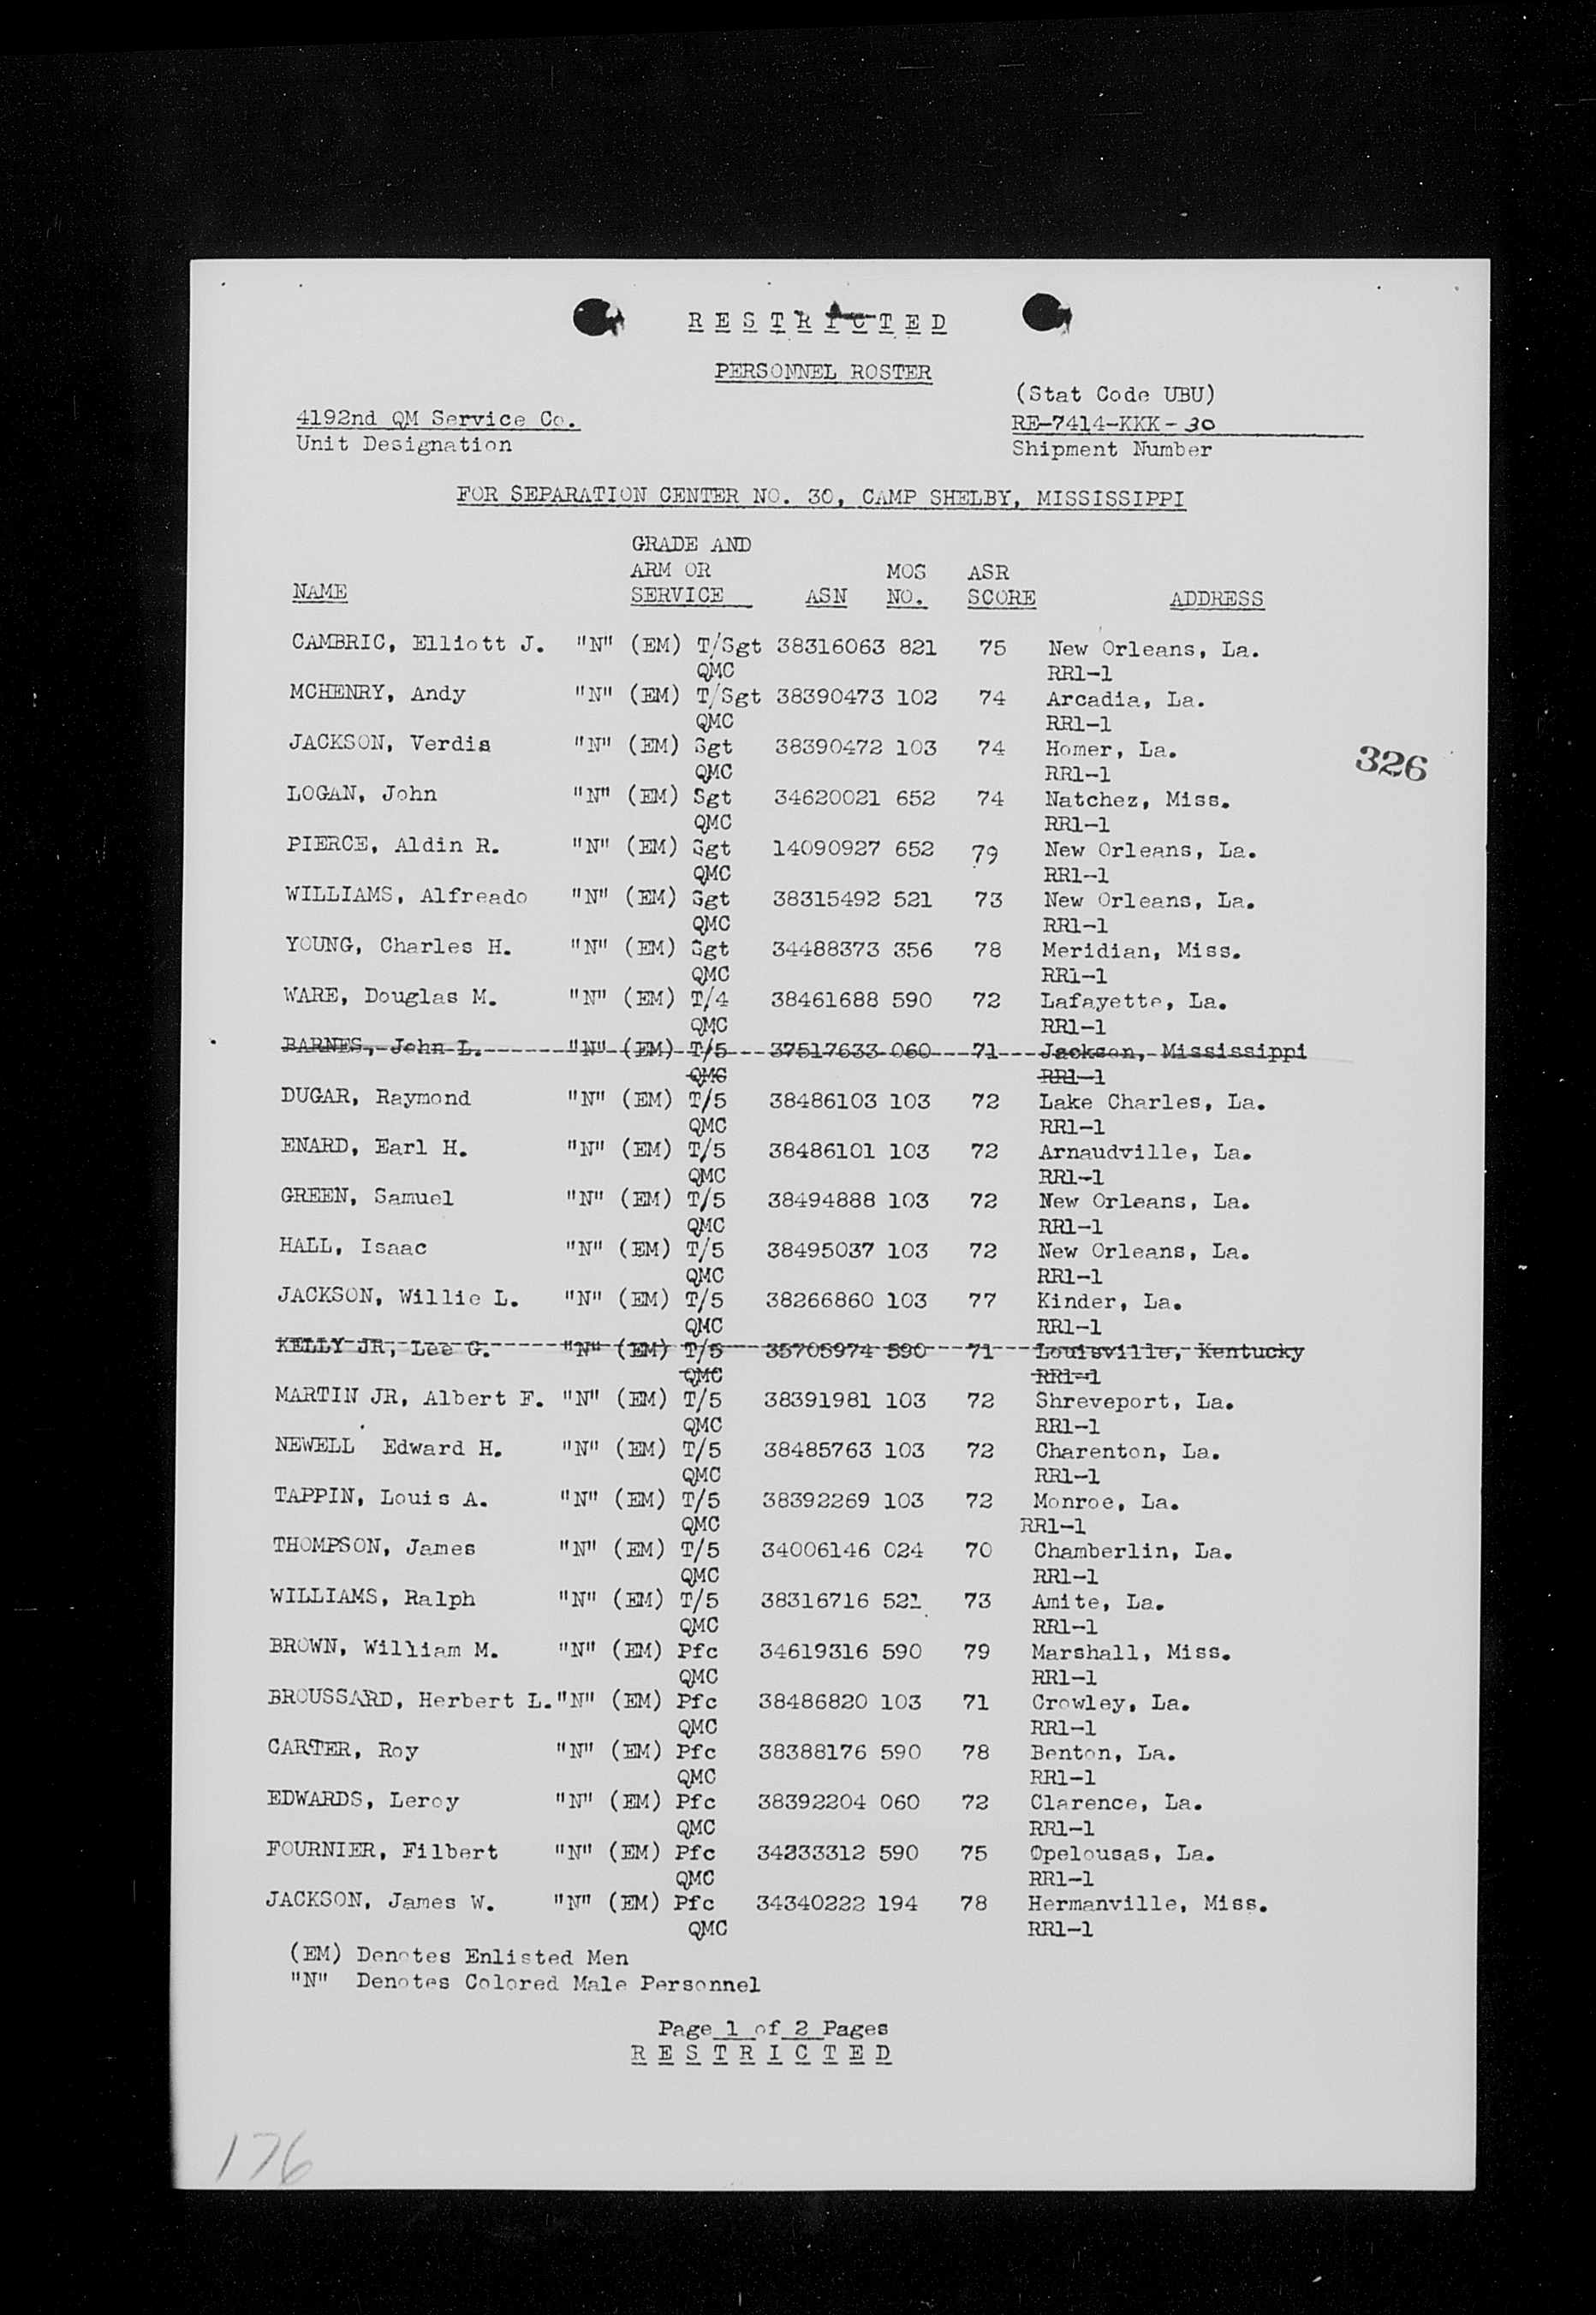 R E S T R I C T E D
PERSONNEL ROSTER
(Stat Code UBU)
4192nd QM Service Co. RE-7414-KKK-30
Unit Designation Shipment Number
FOR SEPARATION CENTER NO. 30, CAMP SHELBY, MISSISSIPPI
GRADE AND
ARM OR MOS ASR
NAME SERVICE ASN NO. SCORE ADDRESS
CAMBRIC, Elliott J. "N" (EM) T/Sgt 38316063 821 75 New Orleans, La.
QMC RR1-1
MCHENRY, Andy "N" (EM) T/Sgt 38390473 102 74 Arcadia, La.
QMC RR1-1
JACKSON, Verdis "N" (EM) Sgt 38390472 103 74 Homer, La.
326
QMC RR1-1
LOGAN, John "N" (EM) Sgt 34620021 652 74 Natchez, Miss.
QMC RR1-1
PIERCE, Aldin R. "N" (EM) Sgt 14090927 652 79 New Orleans, La.
QMC RR1-1
WILLIAMS, Alfreado "N" (EM) Sgt 38315492 521 73 New Orleans, La.
QMC RR1-1
YOUNG, Charles H. "N" (EM) Sgt 34488373 356 78 Meridian, Miss.
QMC RR1-1
WARE, Douglas M. "N" (EM) T/4 38461688 590 72 Lafayette, La.
QMC RR1-1
BARNES, John L. "N" (EM) T/5 37517633 060 71 Jackson, Mississippi
QMC RR1-1
DUGAR, Raymond "N" (EM) T/5 38486103 103 72 Lake Charles, La.
QMC RR1-1
ENARD, Earl H. "N" (EM) T/5 38486101 103 72 Arnaudville, La.
QMC RR1-1
GREEN, Samuel "N" (EM) T/5 38494888 103 72 New Orleans, La.
QMC RR1-1
HALL, Isaac "N" (EM) T/5 38495037 103 72 New Orleans, La.
QMC RR1-1
JACKSON, Willie L. "N" (EM) T/5 38266860 103 77 Kinder, La.
QMC RR1-1
KELLY JR, Lee G. "N" (EM) T/5 35705974 590 71 Louisville, Kentucky
QMC RR1-1
MARTIN JR, Albert F. "N" (EM) T/5 38391981 103 72 Shreveport, La.
QMC RR1-1
NEWELL Edward H. "N" (EM) T/5 38485763 103 72 Charenton, La.
QMC RR1-1
TAPPIN, Louis A. "N" (EM) T/5 38392269 103 72 Monroe, La.
QMC RR1-1
THOMPSON, James "N" (EM) T/5 34006146 024 70 Chamberlin, La.
QMC RR1-1
WILLIAMS, Ralph "N" (EM) T/5 38316716 521 73 Amite, La.
QMC RR1-1
BROWN, William M. "N" (EM) Pfc 34619316 590 79 Marshall, Miss.
QMC RR1-1
BROUSSARD, Herbert L. "N" (EM) Pfc 38486820 103 71 Crowley, La.
QMC RR1-1
CARTER, Roy "N" (EM) Pfc 38388176 590 78 Benton, La.
QMC RR1-1
EDWARDS, Leroy "N" (EM) Pfc 38392204 060 72 Clarence, La.
QMC RR1-1
FOURNIER, Filbert "N" (EM) Pfc 34233312 590 75 Opelousas, La.
QMC RR1-1
JACKSON, James W. "N" (EM) Pfc 34340222 194 78 Hermanville, Miss.
QMC RR1-1
(EM) Denotes Enlisted Men
"N" Denotes Colored Male Personnel
Page 1 of 2 Pages
R E S T R I C T E D
176